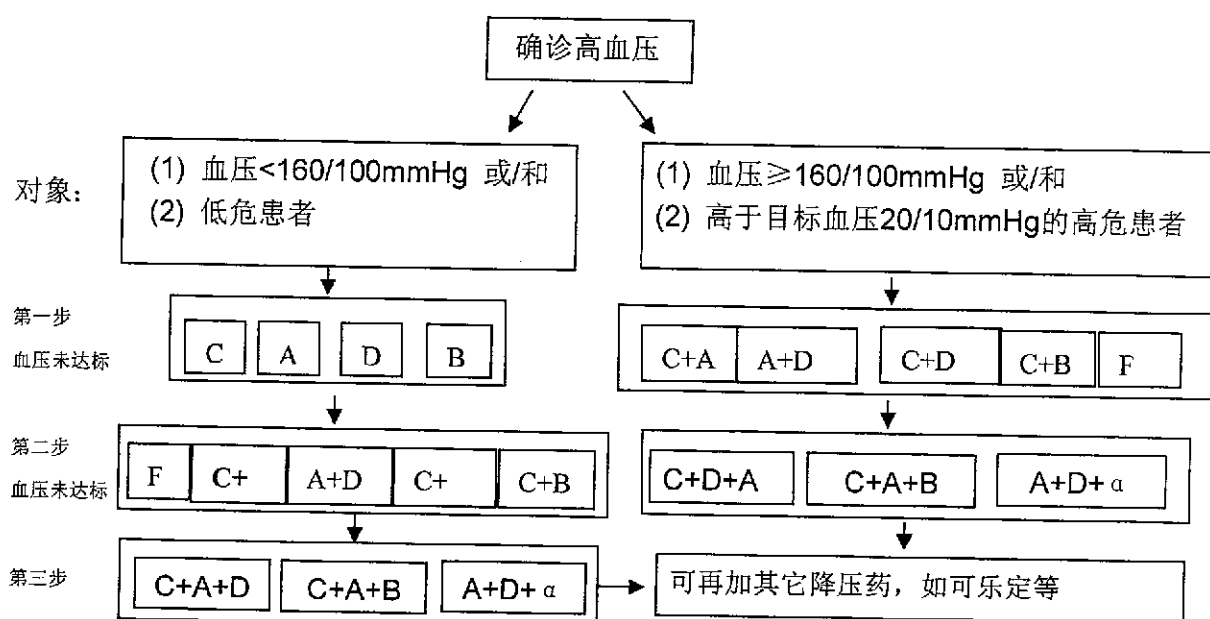 确诊高血压
对象：
(1) 血压<160/100mmHg 或/和
(2) 低危患者
(1) 血压≥160/100mmHg 或/和
(2) 高于目标血压20/10mmHg的高危患者
第一步
血压未达标
C A D B
C+A A+D C+D C+B F
第二步
血压未达标
F C+ A+D C+ C+B
C+D+A C+A+B A+D+α
第三步
C+A+D C+A+B A+D+α
可再加其它降压药，如可乐定等